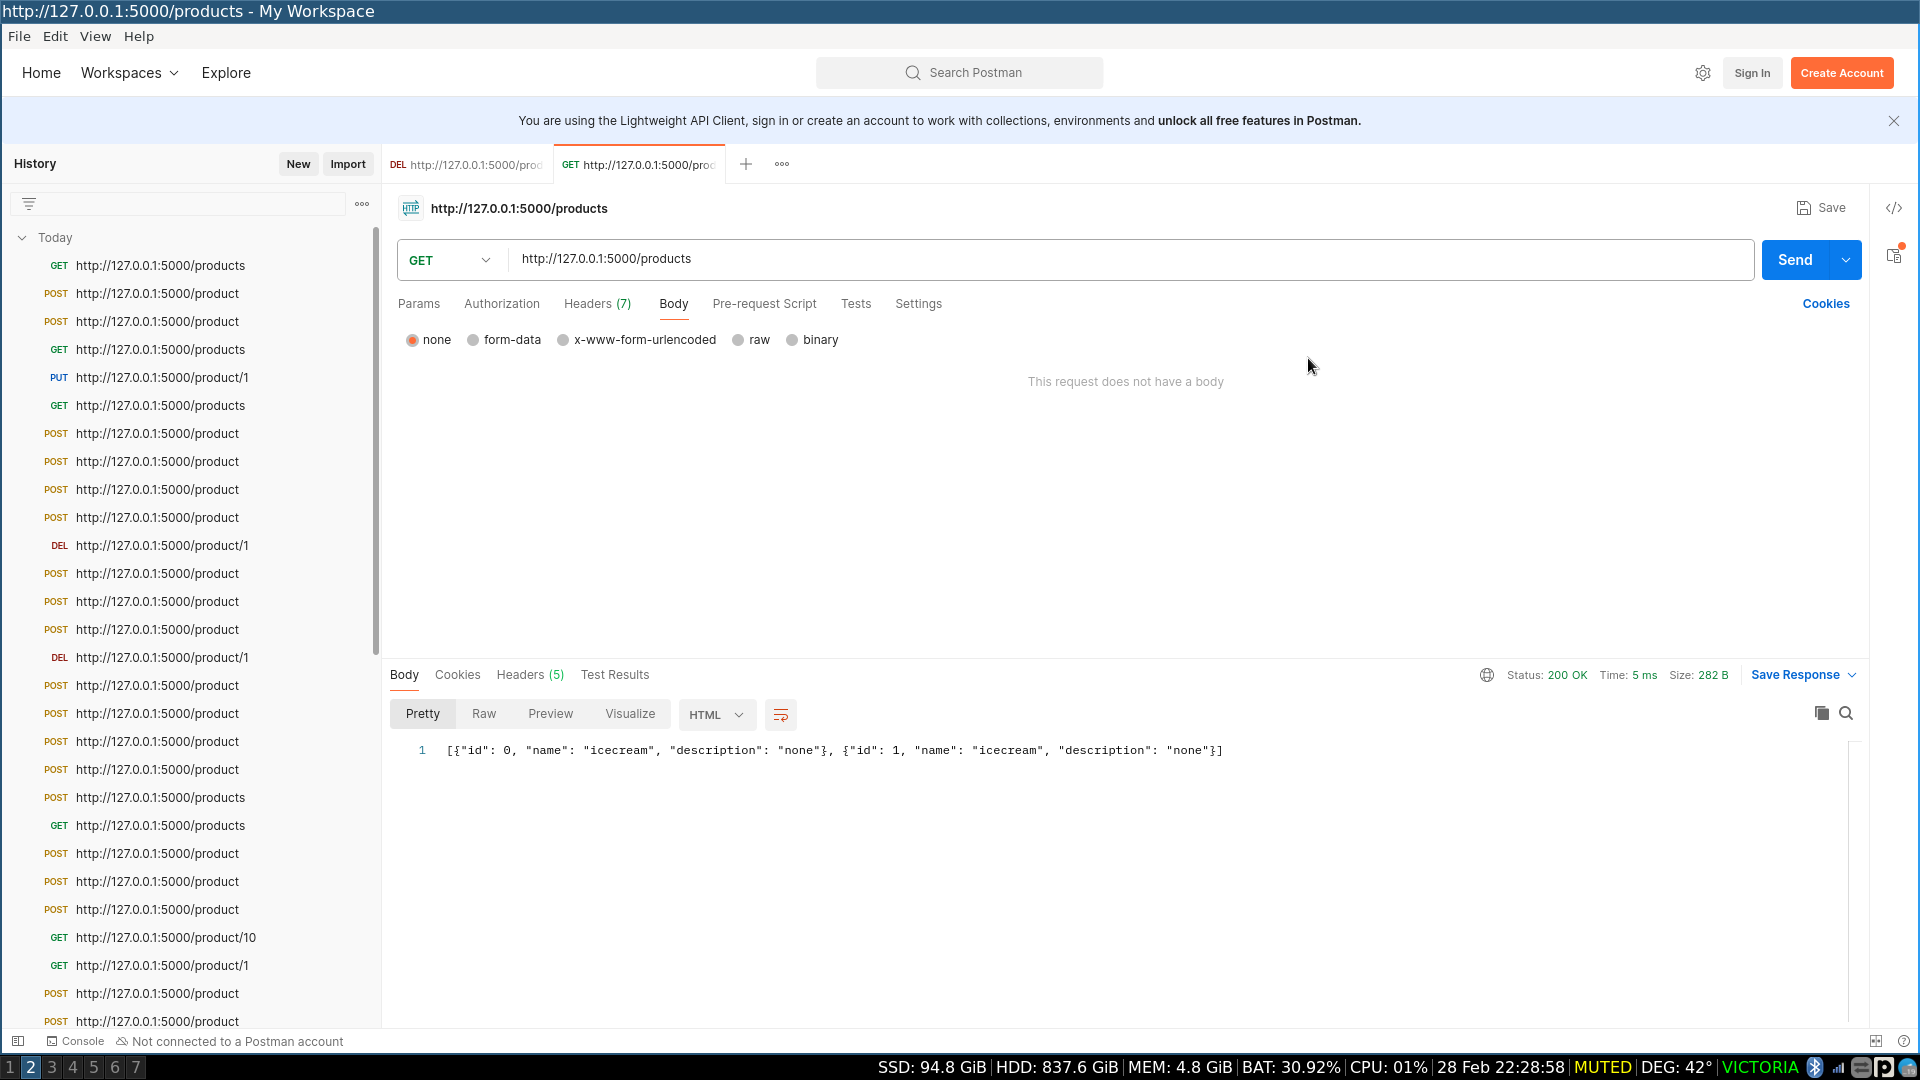 http://127.0.0.1:5000/products - My Workspace
File Edit View Help
Home Workspaces Explore
Search Postman
Sign In Create Account
You are using the Lightweight API Client, sign in or create an account to work with collections, environments and unlock all free features in Postman.
History New Import
DEL http://127.0.0.1:5000/prod GET http://127.0.0.1:5000/prod
HTTP http://127.0.0.1:5000/products
Save
Today
GET http://127.0.0.1:5000/products
POST http://127.0.0.1:5000/product
POST http://127.0.0.1:5000/product
GET http://127.0.0.1:5000/products
PUT http://127.0.0.1:5000/product/1
GET http://127.0.0.1:5000/products
POST http://127.0.0.1:5000/product
POST http://127.0.0.1:5000/product
POST http://127.0.0.1:5000/product
POST http://127.0.0.1:5000/product
DEL http://127.0.0.1:5000/product/1
POST http://127.0.0.1:5000/product
POST http://127.0.0.1:5000/product
POST http://127.0.0.1:5000/product
DEL http://127.0.0.1:5000/product/1
POST http://127.0.0.1:5000/product
POST http://127.0.0.1:5000/product
POST http://127.0.0.1:5000/product
POST http://127.0.0.1:5000/product
POST http://127.0.0.1:5000/products
GET http://127.0.0.1:5000/products
POST http://127.0.0.1:5000/product
POST http://127.0.0.1:5000/product
POST http://127.0.0.1:5000/product
GET http://127.0.0.1:5000/product/10
GET http://127.0.0.1:5000/product/1
POST http://127.0.0.1:5000/product
POST http://127.0.0.1:5000/product
GET http://127.0.0.1:5000/products Send
Params Authorization Headers (7) Body Pre-request Script Tests Settings Cookies
none form-data x-www-form-urlencoded raw binary
This request does not have a body
Body Cookies Headers (5) Test Results Status: 200 OK Time: 5 ms Size: 282 B Save Response
Pretty Raw Preview Visualize HTML
1 [{"id": 0, "name": "icecream", "description": "none"}, {"id": 1, "name": "icecream", "description": "none"}]
Console Not connected to a Postman account
1 2 3 4 5 6 7 SSD: 94.8 GiB HDD: 837.6 GiB MEM: 4.8 GiB BAT: 30.92% CPU: 01% 28 Feb 22:28:58 MUTED DEG: 42° VICTORIA